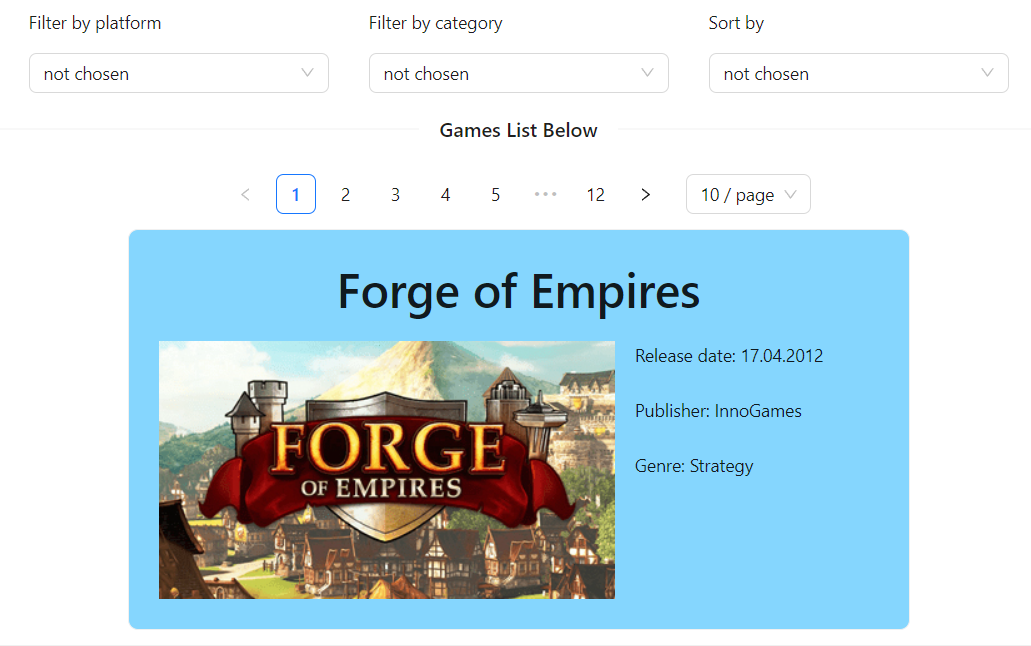 Filter by platform
Filter by category
Sort by
not chosen
not chosen
not chosen
Games List Below
< 1 2 3 4 5 ••• 12 > 10 / page
Forge of Empires
FORGE
OF EMPIRES
Release date: 17.04.2012
Publisher: InnoGames
Genre: Strategy